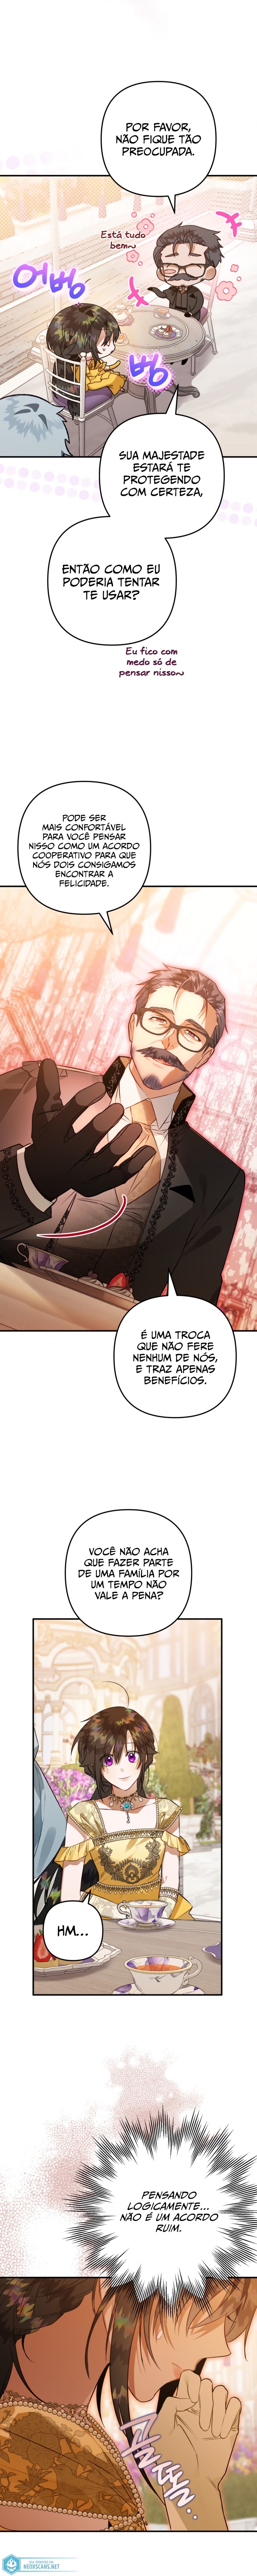 POR FAVOR,
NÃO FIQUE TÃO
PREOCUPADA.
Está tudo
bem~
어벙
벙
SUA MAJESTADE
ESTARÁ TE
PROTEGENDO
COM CERTEZA,
ENTÃO COMO EU
PODERIA TENTAR
TE USAR?
Eu fico com
medo só de
pensar nisso~
PODE SER
MAIS CONFORTÁVEL
PARA VOCÊ PENSAR
NISSO COMO UM ACORDO
COOPERATIVO PARA QUE
NÓS DOIS CONSIGAMOS
ENCONTRAR A
FELICIDADE.
É UMA TROCA
QUE NÃO FERE
NENHUM DE NÓS,
E TRAZ APENAS
BENEFÍCIOS.
VOCÊ NÃO ACHA
QUE FAZER PARTE
DE UMA FAMÍLIA POR
UM TEMPO NÃO
VALE A PENA?
HM...
PENSANDO
LOGICAMENTE...
NÃO É UM ACORDO
RUIM.
골똘..
NEOXSCANS.NET